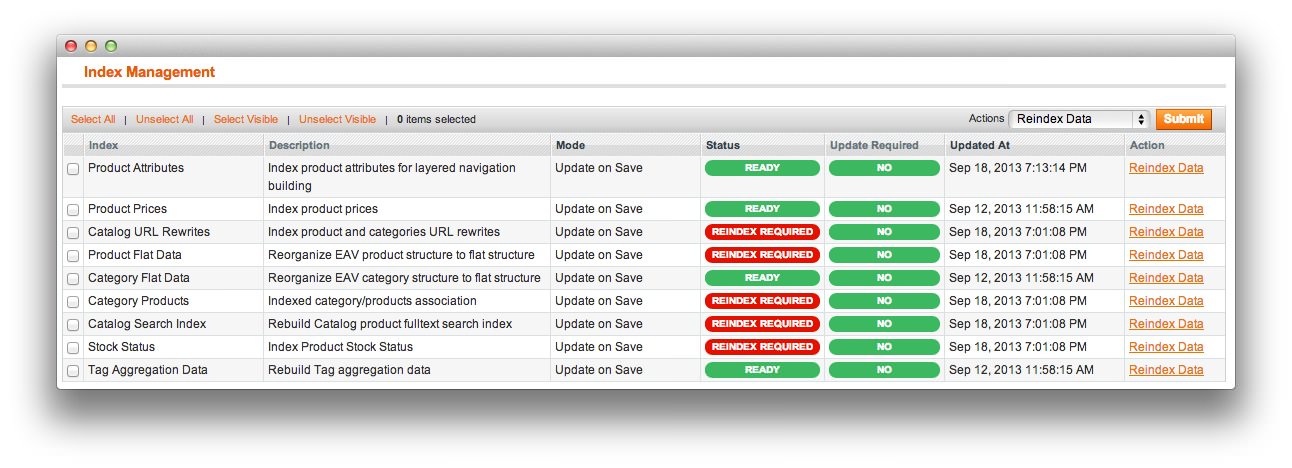 Index Management
Select All | Unselect All | Select Visible | Unselect Visible | 0 items selected Actions Reindex Data Submit
Index Description Mode Status Update Required Updated At Action
Product Attributes Index product attributes for layered navigation Update on Save READY NO Sep 18, 2013 7:13:14 PM Reindex Data
building
Product Prices Index product prices Update on Save READY NO Sep 12, 2013 11:58:15 AM Reindex Data
Catalog URL Rewrites Index product and categories URL rewrites Update on Save REINDEX REQUIRED NO Sep 18, 2013 7:01:08 PM Reindex Data
Product Flat Data Reorganize EAV product structure to flat structure Update on Save REINDEX REQUIRED NO Sep 18, 2013 7:01:08 PM Reindex Data
Category Flat Data Reorganize EAV category structure to flat structure Update on Save READY NO Sep 12, 2013 11:58:15 AM Reindex Data
Category Products Indexed category/products association Update on Save REINDEX REQUIRED NO Sep 18, 2013 7:01:08 PM Reindex Data
Catalog Search Index Rebuild Catalog product fulltext search index Update on Save REINDEX REQUIRED NO Sep 18, 2013 7:01:08 PM Reindex Data
Stock Status Index Product Stock Status Update on Save REINDEX REQUIRED NO Sep 18, 2013 7:01:08 PM Reindex Data
Tag Aggregation Data Rebuild Tag aggregation data Update on Save READY NO Sep 12, 2013 11:58:15 AM Reindex Data